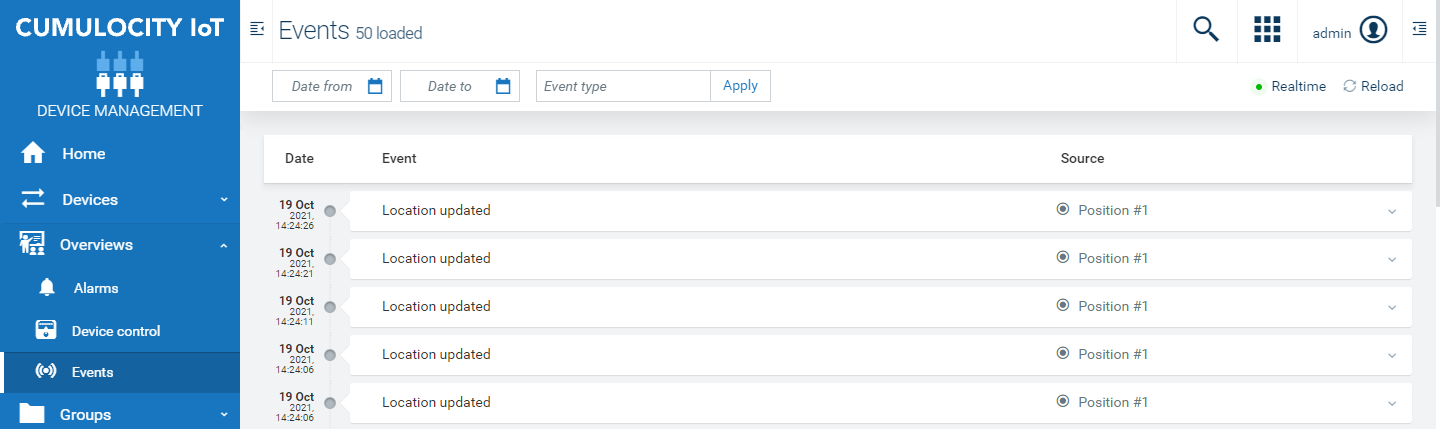 CUMULOCITY IoT
DEVICE MANAGEMENT
Home
Devices
Overviews
Alarms
Device control
Events
Groups
Events 50 loaded
admin
Date from
Date to
Event type
Apply
Realtime
Reload
Date Event Source
19 Oct
2021,
14:24:26
Location updated
Position #1
19 Oct
2021,
14:24:21
Location updated
Position #1
19 Oct
2021,
14:24:11
Location updated
Position #1
19 Oct
2021,
14:24:06
Location updated
Position #1
19 Oct
2021,
14:24:06
Location updated
Position #1